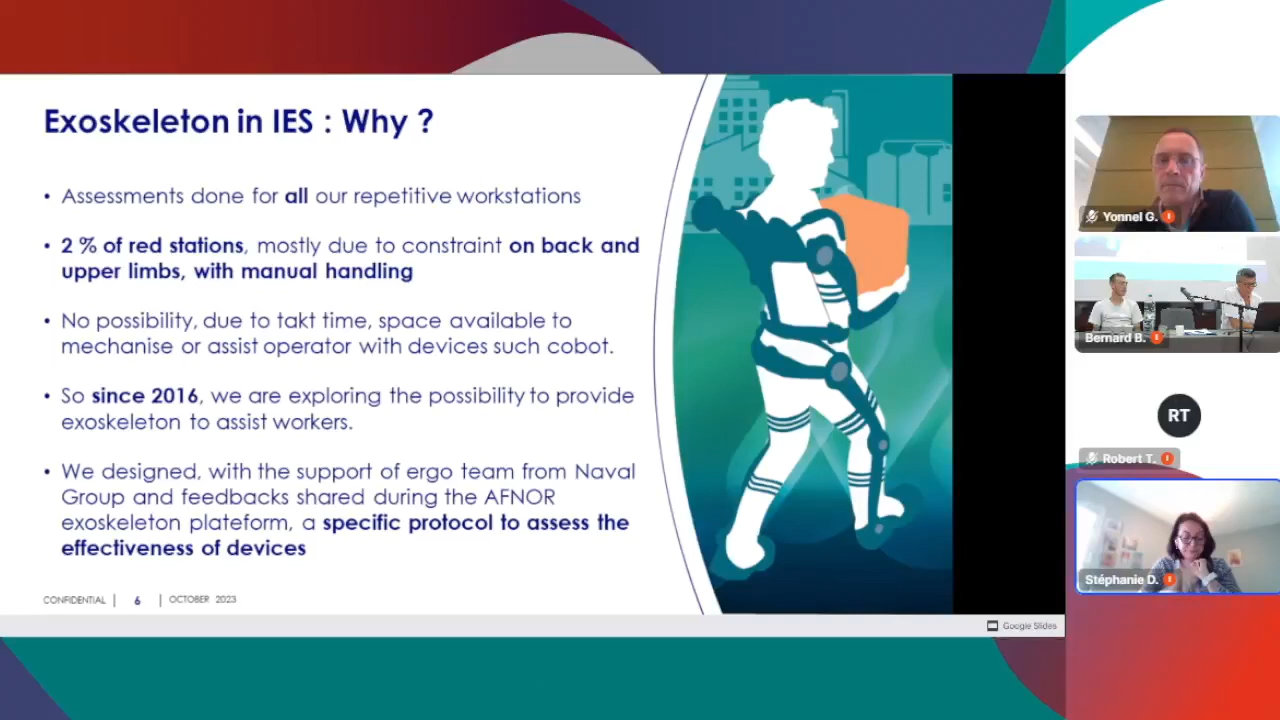 Exoskeleton in IES : Why ?
• Assessments done for all our repetitive workstations
• 2 % of red stations, mostly due to constraint on back and
upper limbs, with manual handling
• No possibility, due to takt time, space available to
mechanise or assist operator with devices such cobot.
• So since 2016, we are exploring the possibility to provide
exoskeleton to assist workers.
• We designed, with the support of ergo team from Naval
Group and feedbacks shared during the AFNOR
exoskeleton plateform, a specific protocol to assess the
effectiveness of devices
CONFIDENTIAL | 6 | OCTOBER 2023
Google Slides
Yonnel G.
Bernard B.
RT
Robert T.
Stéphanie D.